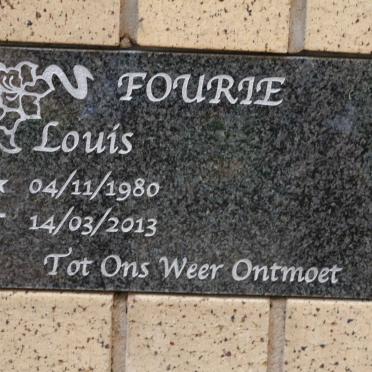 FOURIE
Louis
* 04/11/1980
14/03/2013
Tot Ons Weer Ontmoet